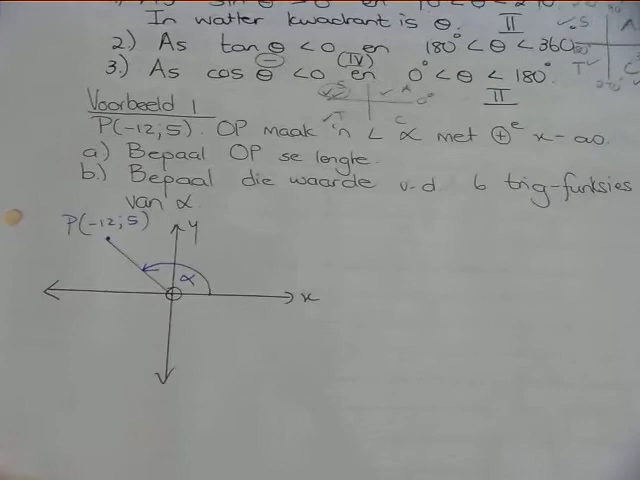 In watter kwadrant is θ. II
2) As tan θ < 0 en 180° < θ < 360°
(-) (IV)
3.) As cos θ < 0 en 0° < θ < 180°.
II
S A
T C
0°
Voorbeeld 1
P(-12;5). OP maak 'n < α met ⊕e x-as.
a) Bepaal OP se lengte.
b) Bepaal die waarde v.d. 6 trig-funksies
van α.
P(-12;5) y
α
x